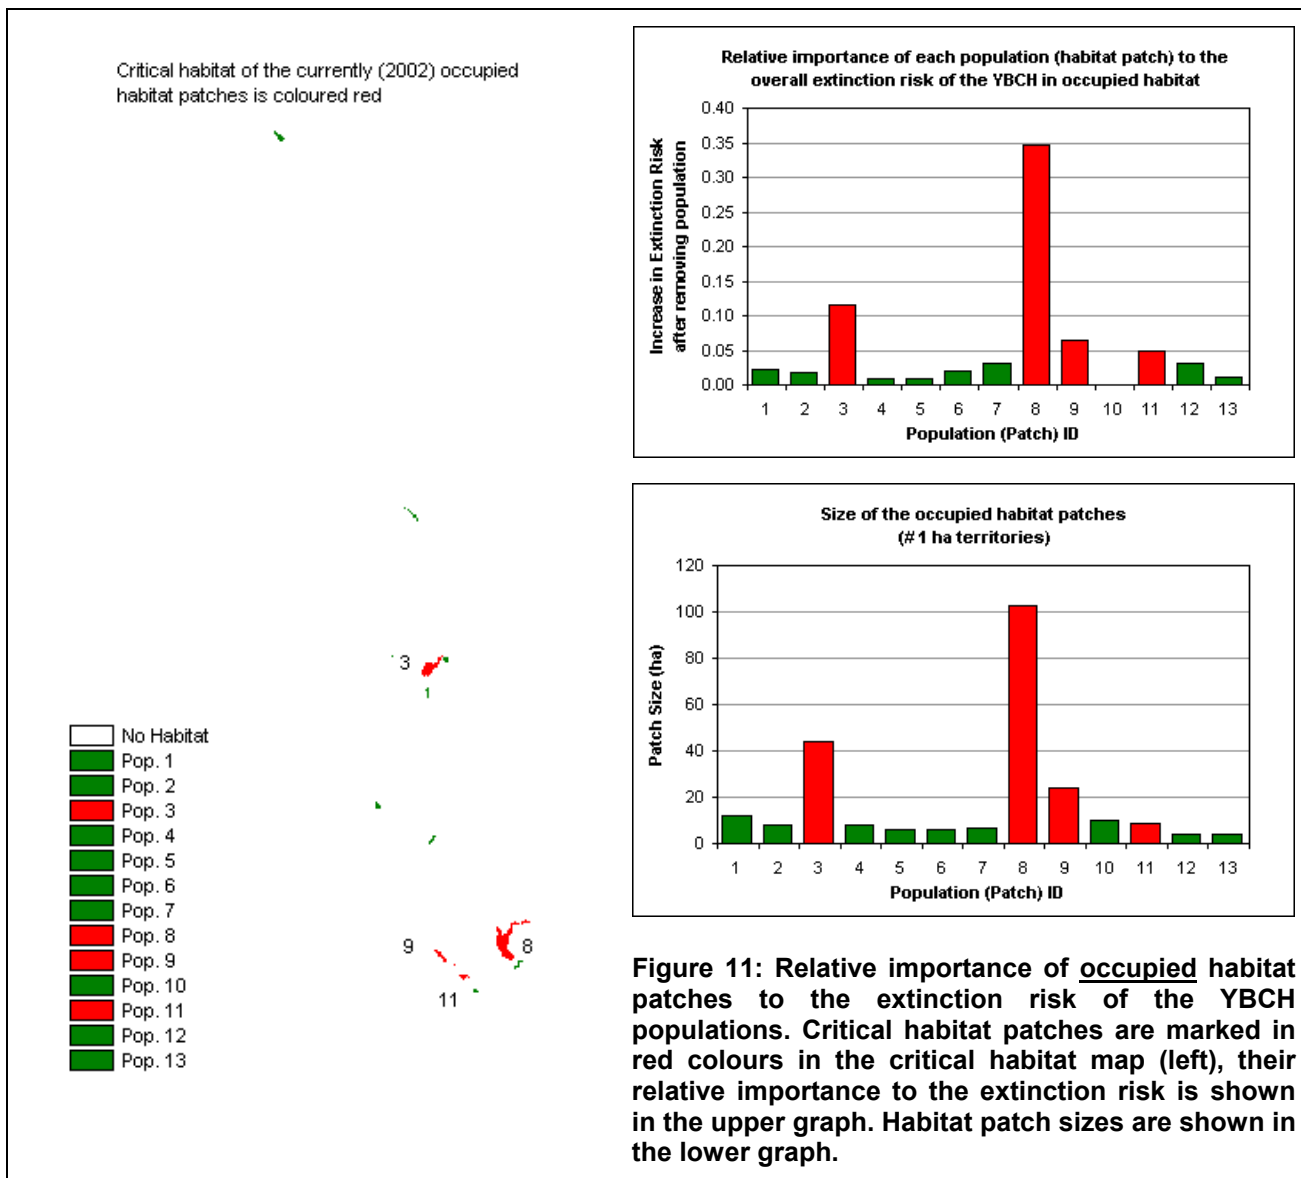 Critical habitat of the currently (2002) occupied
habitat patches is coloured red
3
1
9
8
11
No Habitat
Pop. 1
Pop. 2
Pop. 3
Pop. 4
Pop. 5
Pop. 6
Pop. 7
Pop. 8
Pop. 9
Pop. 10
Pop. 11
Pop. 12
Pop. 13
Relative importance of each population (habitat patch) to the
overall extinction risk of the YBCH in occupied habitat
Increase in Extinction Risk
after removing population
0.40
0.35
0.30
0.25
0.20
0.15
0.10
0.05
0.00
1 2 3 4 5 6 7 8 9 10 11 12 13
Population (Patch) ID
Size of the occupied habitat patches
(#1 ha territories)
Patch Size (ha)
120
100
80
60
40
20
0
1 2 3 4 5 6 7 8 9 10 11 12 13
Population (Patch) ID
Figure 11: Relative importance of occupied habitat
patches to the extinction risk of the YBCH
populations. Critical habitat patches are marked in
red colours in the critical habitat map (left), their
relative importance to the extinction risk is shown
in the upper graph. Habitat patch sizes are shown in
the lower graph.